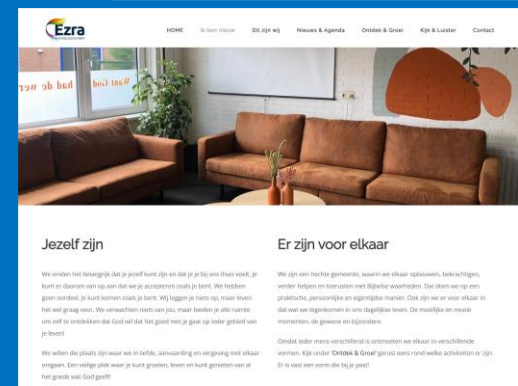 Ezra
HOME Ik ben nieuw Dit zijn wij Nieuws & Agenda Ontdek & Groei Kijk & Luister Contact
Want God had de were
Jezelf zijn
We vinden het belangrijk dat je jezelf kunt zijn en dat je je bij ons thuis voelt. Je
kunt er daarom van op aan dat we je accepteren zoals je bent. We hebben
geen oordeel. Je kunt komen zoals je bent. Wij leggen je niets op, maar leven
het wel graag voor. We verwachten niets van jou, maar bieden je alle ruimte
om zelf te ontdekken dat God wil dat het goed met je gaat op ieder gebied van
je leven!
We willen die plaats zijn waar we in liefde, aanvaarding en vergeving met elkaar
omgaan. Een veilige plek waar je kunt groeien, leven en kunt genieten van al
het goede wat God geeft!
Er zijn voor elkaar
We zijn een hechte gemeente, waarin we elkaar opbouwen, bekrachtigen,
verder helpen en toerusten met Bijbelse waarheden. Dat doen we op een
praktische, persoonlijke en eigentijdse manier. Ook zijn we er voor elkaar in
dat wat we tegenkomen in ons dagelijkse leven. De moeilijke en mooie
momenten, de gewone en bijzondere.
Omdat ieder mens verschillend is ontmoeten we elkaar in verschillende
vormen. Kijk onder 'Ontdek & Groei' gerust eens rond welke activiteiten er zijn.
Er is vast een vorm die bij je past!